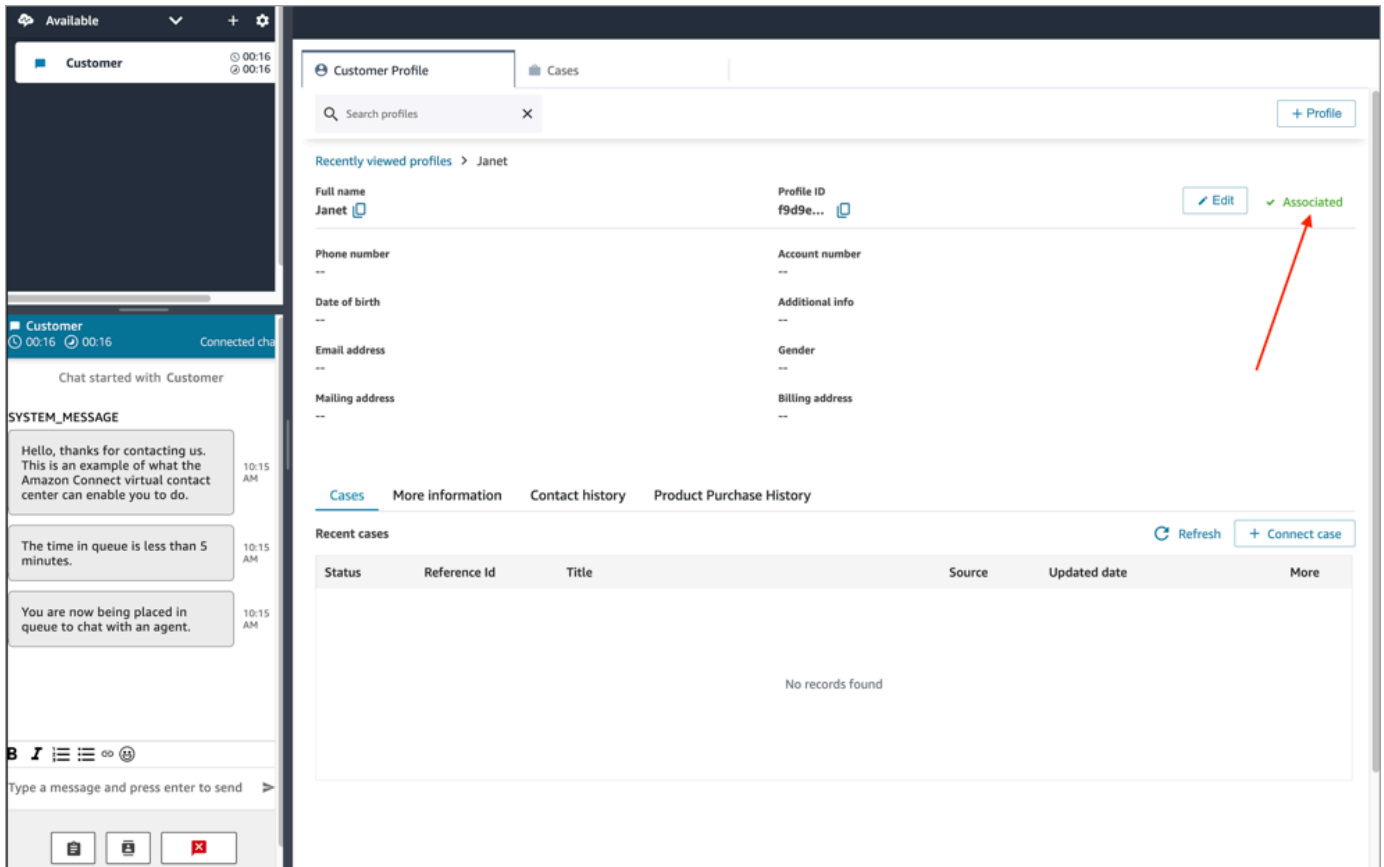 Available
Customer
00:16
00:16
Customer
00:16 00:16 Connected cha
Chat started with Customer
SYSTEM_MESSAGE
Hello, thanks for contacting us.
This is an example of what the
Amazon Connect virtual contact
center can enable you to do.
10:15
AM
The time in queue is less than 5
minutes.
10:15
AM
You are now being placed in
queue to chat with an agent.
10:15
AM
B I
Type a message and press enter to send
Customer Profile Cases
Search profiles
+ Profile
Recently viewed profiles > Janet
Full name Profile ID
Janet f9d9e...
Edit Associated
Phone number Account number
-- --
Date of birth Additional info
-- --
Email address Gender
-- --
Mailing address Billing address
-- --
Cases More information Contact history Product Purchase History
Recent cases Refresh + Connect case
Status Reference Id Title Source Updated date More
No records found